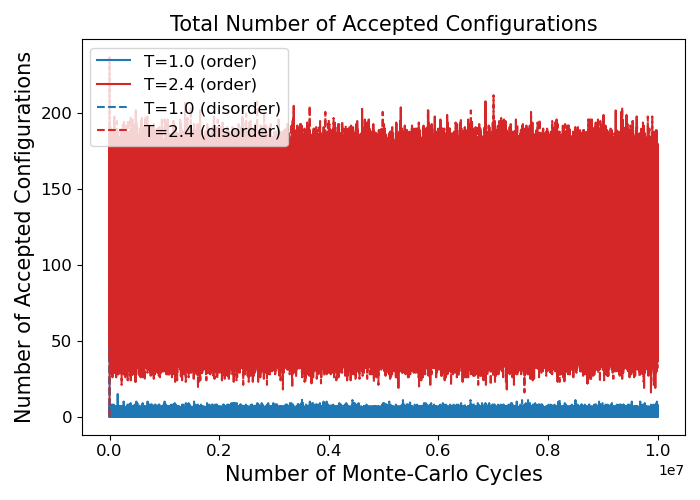 Total Number of Accepted Configurations
T=1.0 (order)
T=2.4 (order)
T=1.0 (disorder)
T=2.4 (disorder)
Number of Accepted Configurations
200
150
100
50
0
0.0 0.2 0.4 0.6 0.8 1.0
1e7
Number of Monte-Carlo Cycles